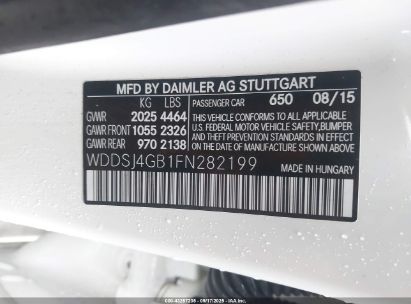 MFD BY DAIMLER AG STUTTGART
KG LBS PASSENGER CAR 650 08/15
GVWR 2025 4464
GAWR FRONT 1055 2326
GAWR REAR 970 2138
THIS VEHICLE CONFORMS TO ALL APPLICABLE
U.S. FEDERAL MOTOR VEHICLE SAFETY, BUMPER
AND THEFT PREVENTION STANDARDS IN EFFECT
ON THE DATE OF MANUFACTURE SHOWN ABOVE.
WDDSJ4GB1FN282199
MADE IN HUNGARY